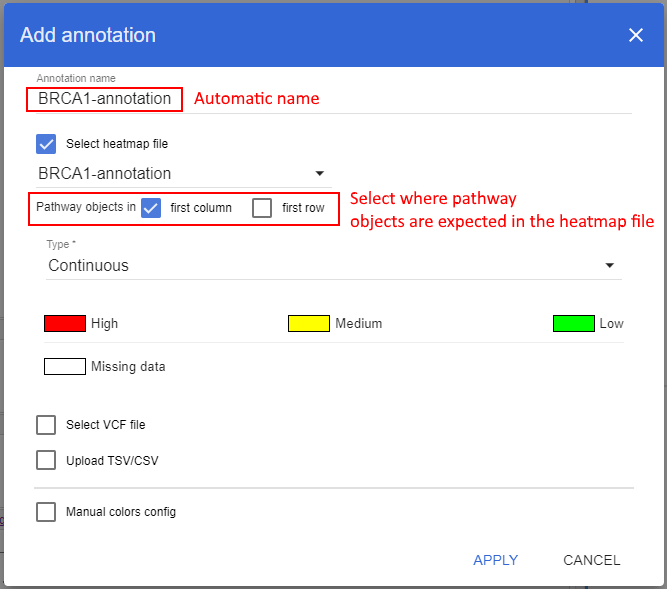 Add annotation
Annotation name
BRCA1-annotation
Automatic name
Select heatmap file
BRCA1-annotation
Pathway objects in
first column
first row
Select where pathway
objects are expected in the heatmap file
Type *
Continuous
High
Medium
Low
Missing data
Select VCF file
Upload TSV/CSV
Manual colors config
APPLY
CANCEL